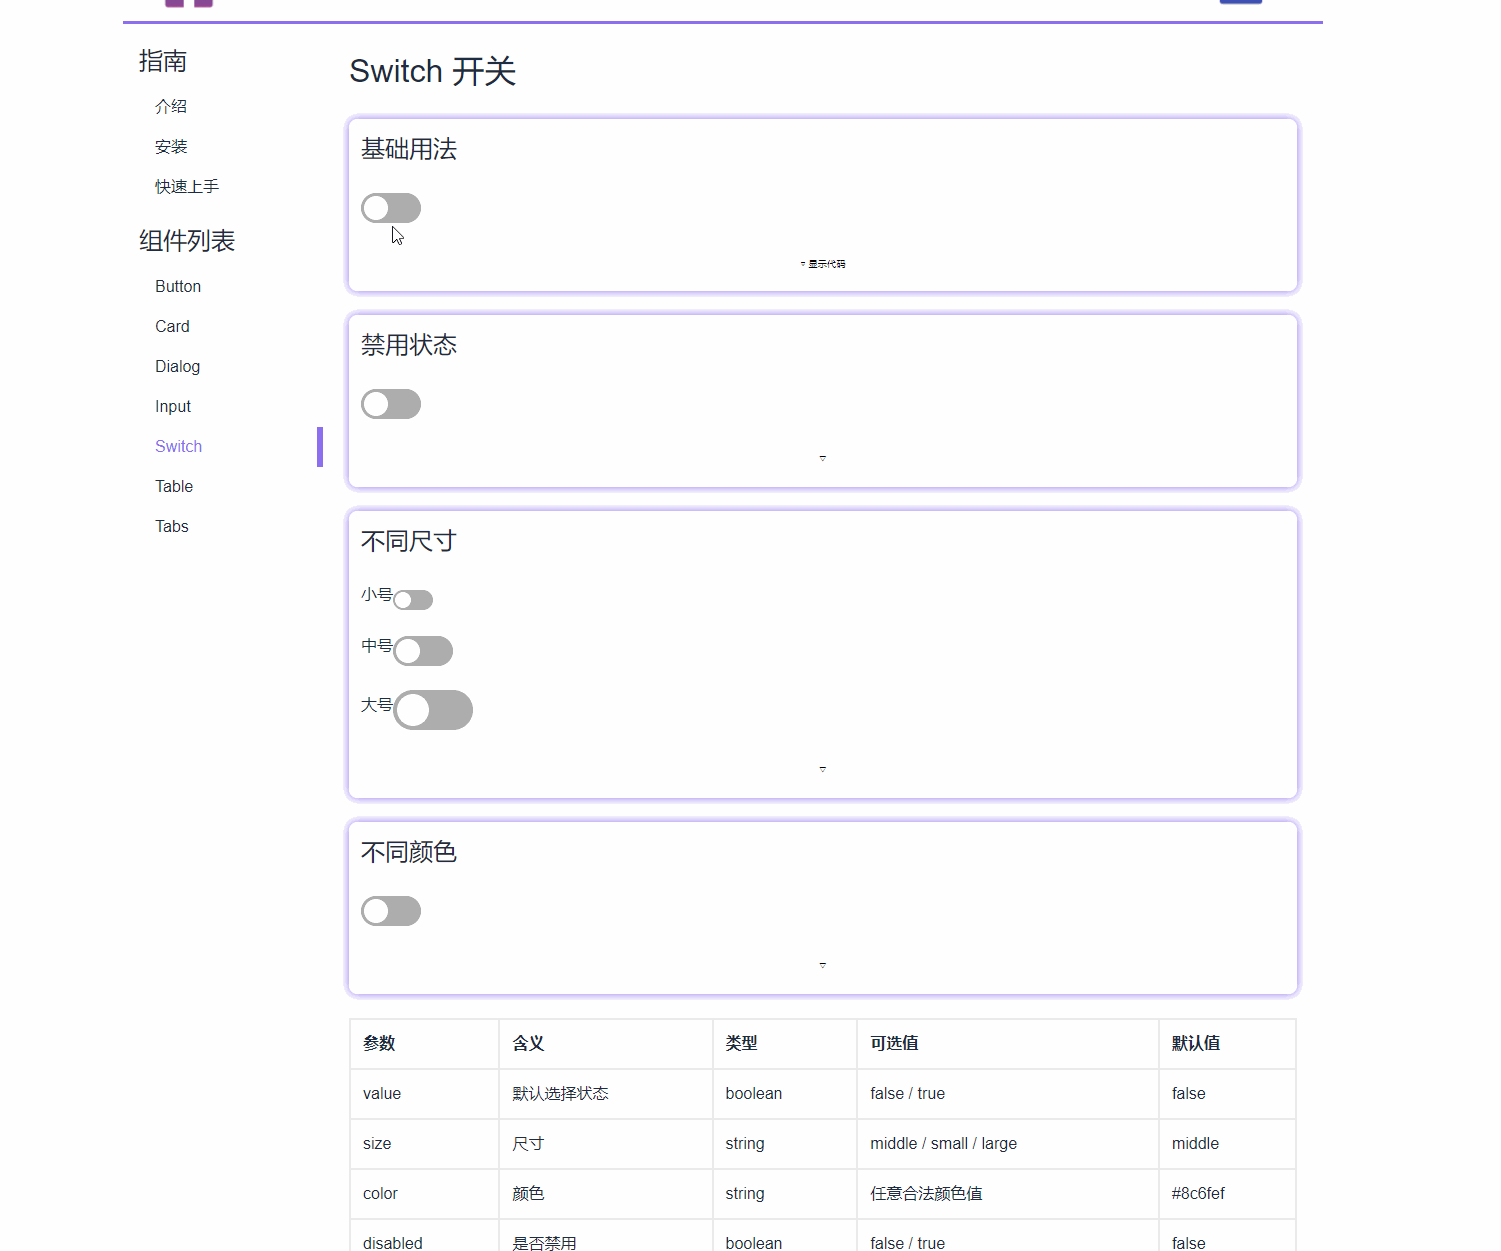 指南
介绍
安装
快速上手
组件列表
Button
Card
Dialog
Input
Switch
Table
Tabs
Switch 开关
基础用法
显示代码
禁用状态
不同尺寸
小号
中号
大号
不同颜色
参数 含义 类型 可选值 默认值
value 默认选择状态 boolean false / true false
size 尺寸 string middle / small / large middle
color 颜色 string 任意合法颜色值 #8c6fef
disabled 是否禁用 boolean false / true false